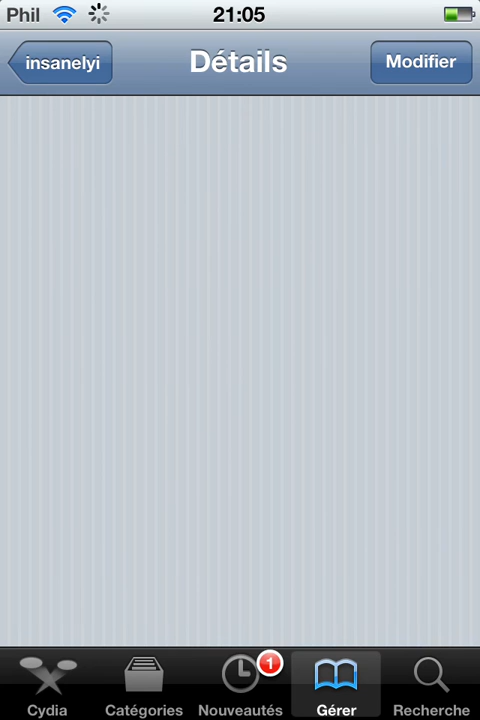 Phil 21:05
insanelyi Détails Modifier
1
Cydia Catégories Nouveautés Gérer Recherche